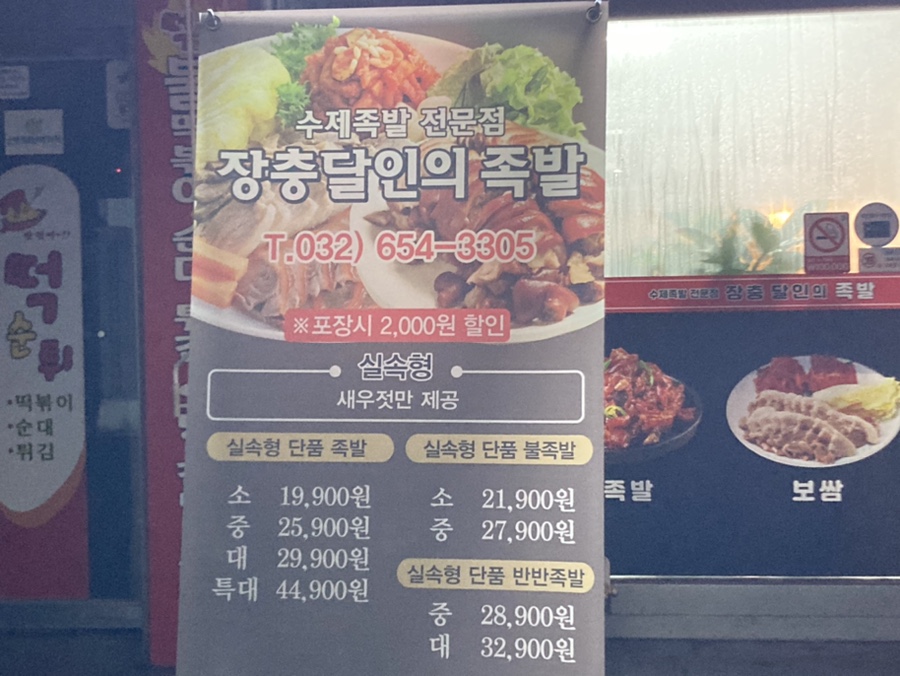 수제족발 전문점
장충달인의 족발
T.032) 654-3305
※포장시 2,000원 할인
실속형
새우젓만 제공
실속형 단품 족발
소 19,900원
중 25,900원
대 29,900원
특대 44,900원
실속형 단품 불족발
소 21,900원
중 27,900원
실속형 단품 반반족발
중 28,900원
대 32,900원
떡
순
튀
•떡볶이
•순대
•튀김
수제족발 전문점 장충 달인의 족발
족발
보쌈